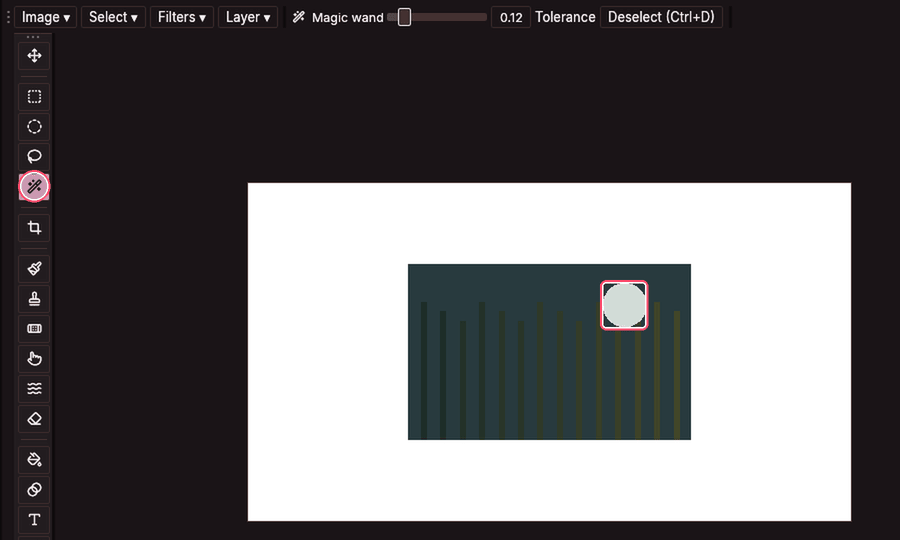 Image ▾ Select ▾ Filters ▾ Layer ▾ Magic wand 0.12 Tolerance Deselect (Ctrl+D)
T